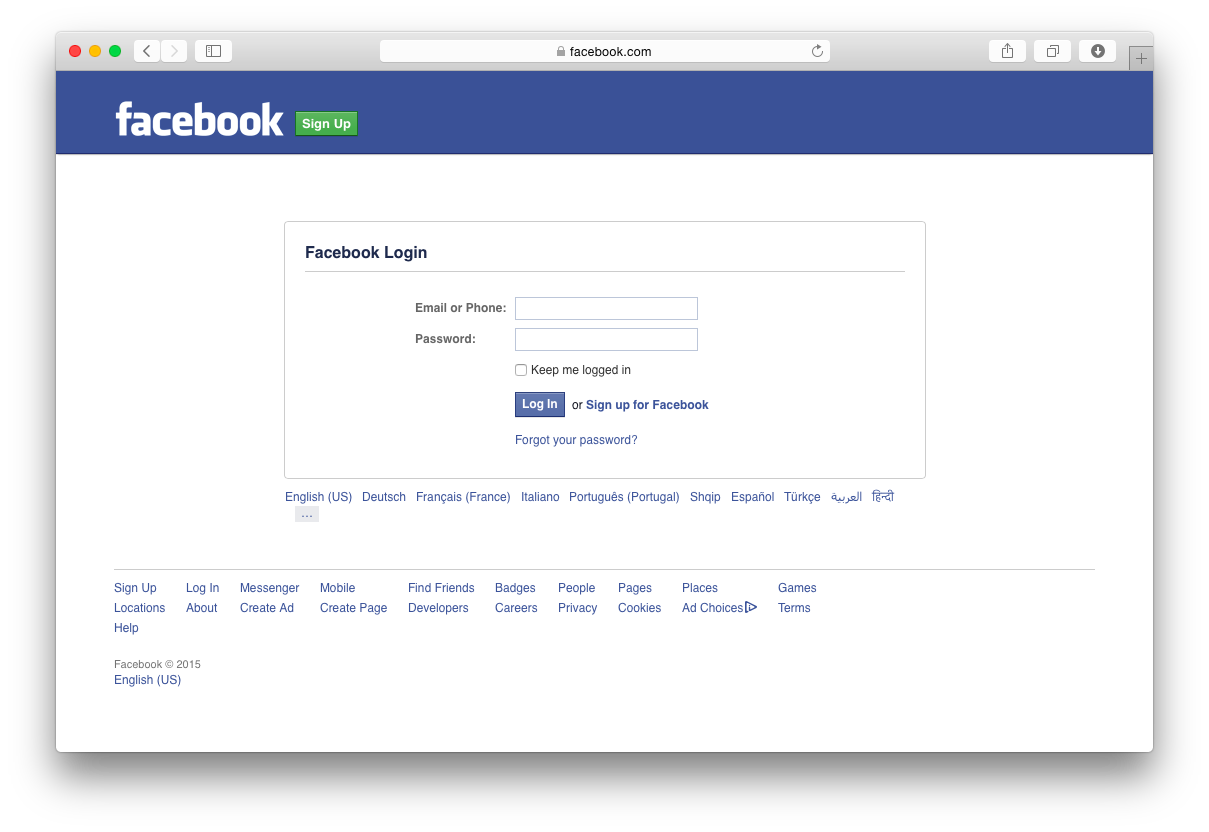 facebook.com
facebook Sign Up
Facebook Login
Email or Phone:
Password:
Keep me logged in
Log In or Sign up for Facebook
Forgot your password?
English (US) Deutsch Français (France) Italiano Português (Portugal) Shqip Español Türkçe العربية हिन्दी
...
Sign Up Log In Messenger Mobile Find Friends Badges People Pages Places Games
Locations About Create Ad Create Page Developers Careers Privacy Cookies Ad Choices Terms
Help
Facebook © 2015
English (US)